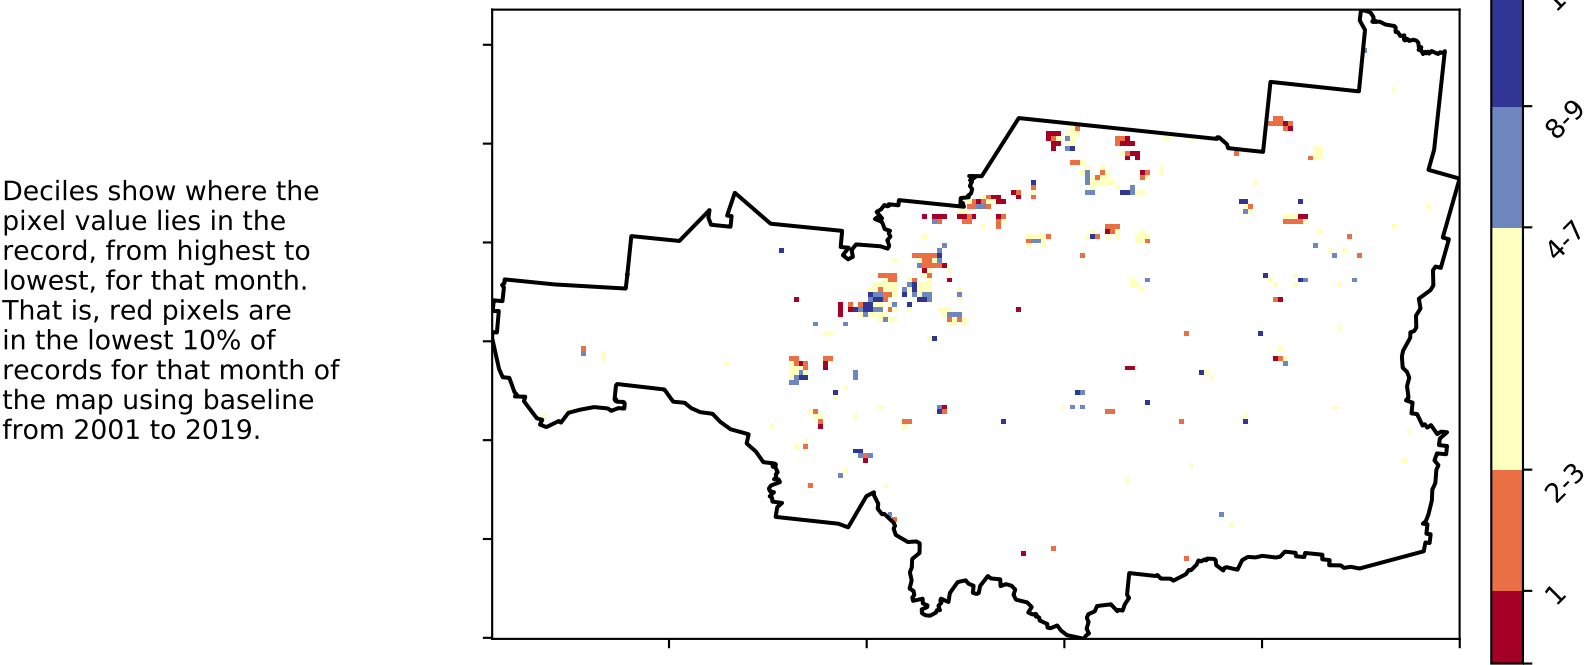 Deciles show where the
pixel value lies in the
record, from highest to
lowest, for that month.
That is, red pixels are
in the lowest 10% of
records for that month of
the map using baseline
from 2001 to 2019.
8-9
4-7
2-3
1